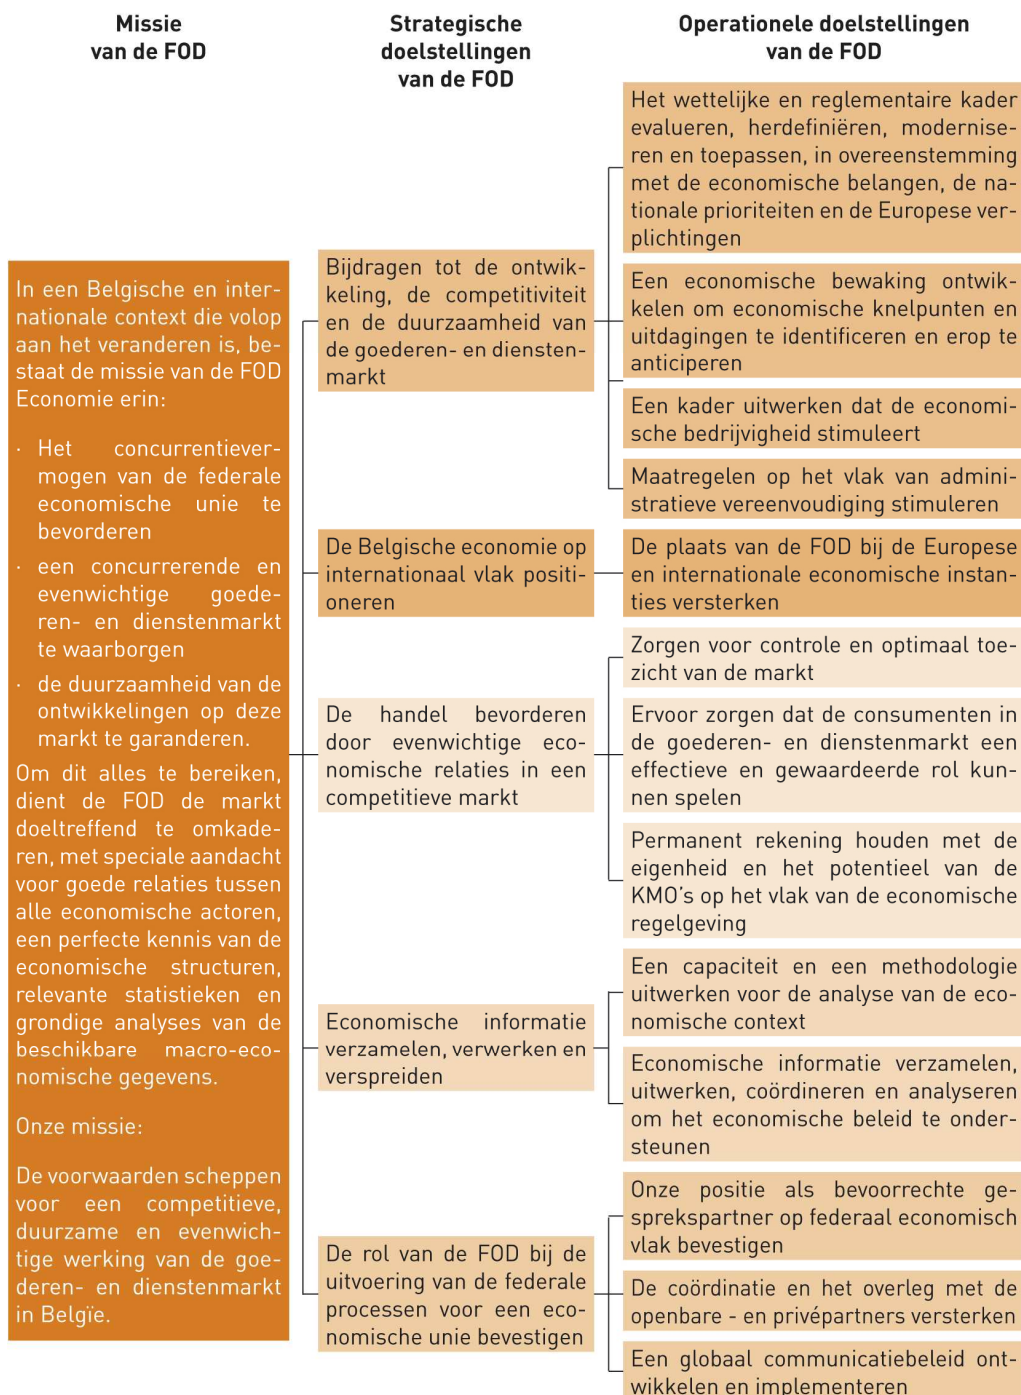 Missie
van de FOD
Strategische
doelstellingen
van de FOD
Operationele doelstellingen
van de FOD
In een Belgische en inter-
nationale context die volop
aan het veranderen is, be-
staat de missie van de FOD
Economie erin:
· Het concurrentiever-
mogen van de federale
economische unie te
bevorderen
· een concurrerende en
evenwichtige goede-
ren- en dienstenmarkt
te waarborgen
· de duurzaamheid van de
ontwikkelingen op deze
markt te garanderen.
Om dit alles te bereiken,
dient de FOD de markt
doeltreffend te omkade-
ren, met speciale aandacht
voor goede relaties tussen
alle economische actoren,
een perfecte kennis van de
economische structuren,
relevante statistieken en
grondige analyses van de
beschikbare macro-eco-
nomische gegevens.
Onze missie:
De voorwaarden scheppen
voor een competitieve,
duurzame en evenwich-
tige werking van de goe-
deren- en dienstenmarkt
in Belgïe.
Bijdragen tot de ontwik-
keling, de competitiviteit
en de duurzaamheid van
de goederen- en diensten-
markt
Het wettelijke en reglementaire kader
evalueren, herdefiniëren, modernise-
ren en toepassen, in overeenstemming
met de economische belangen, de na-
tionale prioriteiten en de Europese ver-
plichtingen
Een economische bewaking ontwik-
kelen om economische knelpunten en
uitdagingen te identificeren en erop te
anticiperen
Een kader uitwerken dat de economi-
sche bedrijvigheid stimuleert
Maatregelen op het vlak van admini-
stratieve vereenvoudiging stimuleren
De Belgische economie op
internationaal vlak positi-
oneren
De plaats van de FOD bij de Europese
en internationale economische instan-
ties versterken
De handel bevorderen
door evenwichtige eco-
nomische relaties in een
competitieve markt
Zorgen voor controle en optimaal toe-
zicht van de markt
Ervoor zorgen dat de consumenten in
de goederen- en dienstenmarkt een
effectieve en gewaardeerde rol kun-
nen spelen
Permanent rekening houden met de
eigenheid en het potentieel van de
KMO's op het vlak van de economische
regelgeving
Economische informatie
verzamelen, verwerken en
verspreiden
Een capaciteit en een methodologie
uitwerken voor de analyse van de eco-
nomische context
Economische informatie verzamelen,
uitwerken, coördineren en analyseren
om het economische beleid te onder-
steunen
De rol van de FOD bij de
uitvoering van de federale
processen voor een eco-
nomische unie bevestigen
Onze positie als bevoorrechte ge-
sprekspartner op federaal economisch
vlak bevestigen
De coördinatie en het overleg met de
openbare - en privépartners versterken
Een globaal communicatiebeleid ont-
wikkelen en implementeren